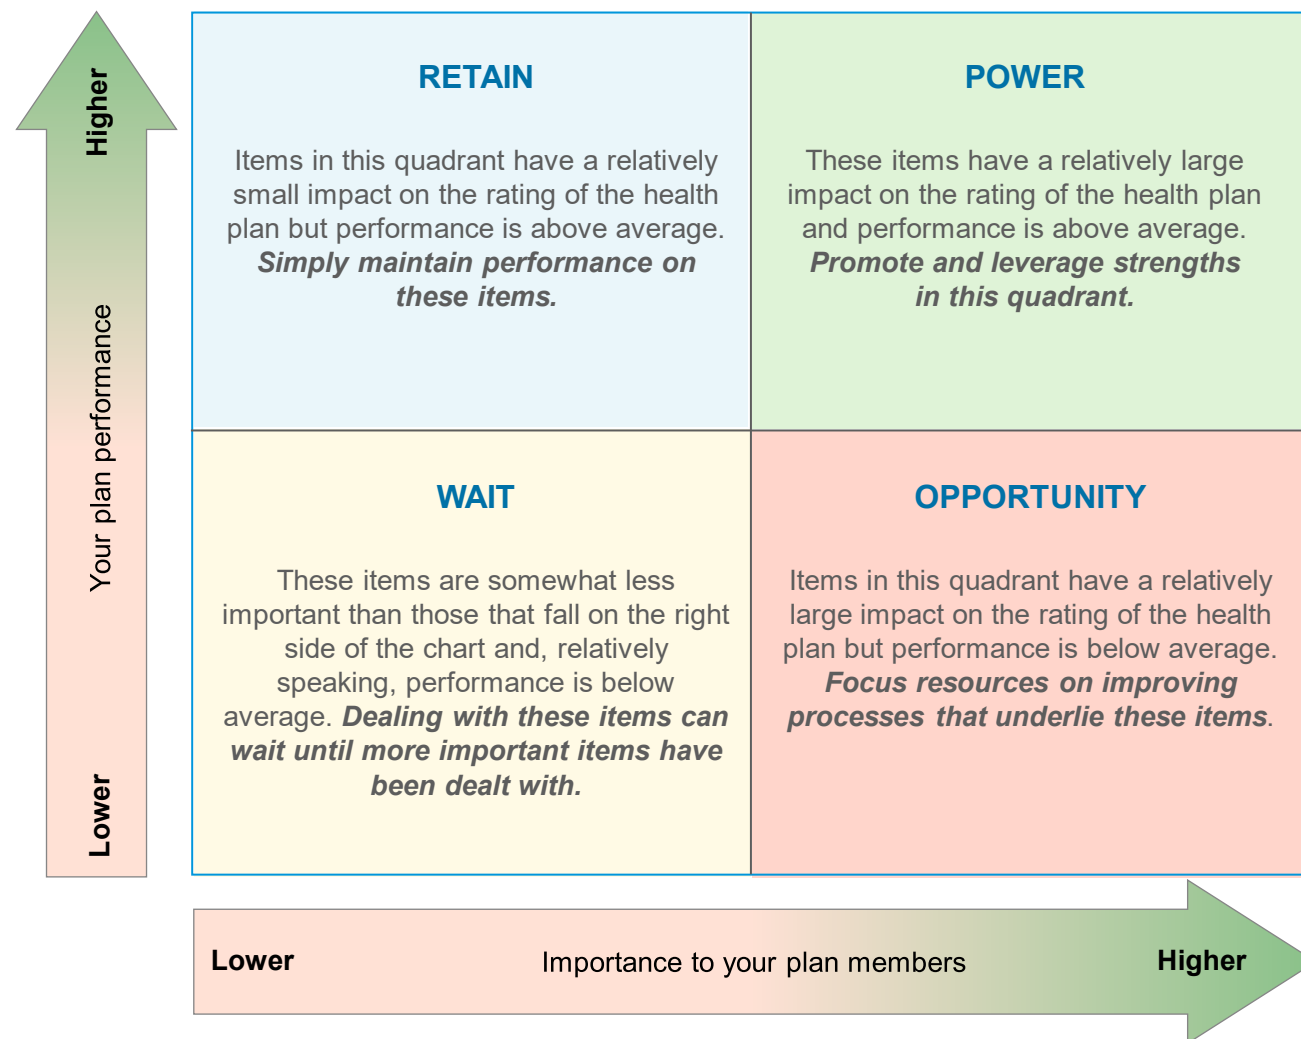 Higher
Your plan performance
Lower
RETAIN
Items in this quadrant have a relatively
small impact on the rating of the health
plan but performance is above average.
Simply maintain performance on
these items.
POWER
These items have a relatively large
impact on the rating of the health plan
and performance is above average.
Promote and leverage strengths
in this quadrant.
WAIT
These items are somewhat less
important than those that fall on the right
side of the chart and, relatively
speaking, performance is below
average. Dealing with these items can
wait until more important items have
been dealt with.
OPPORTUNITY
Items in this quadrant have a relatively
large impact on the rating of the health
plan but performance is below average.
Focus resources on improving
processes that underlie these items.
Lower
Importance to your plan members
Higher